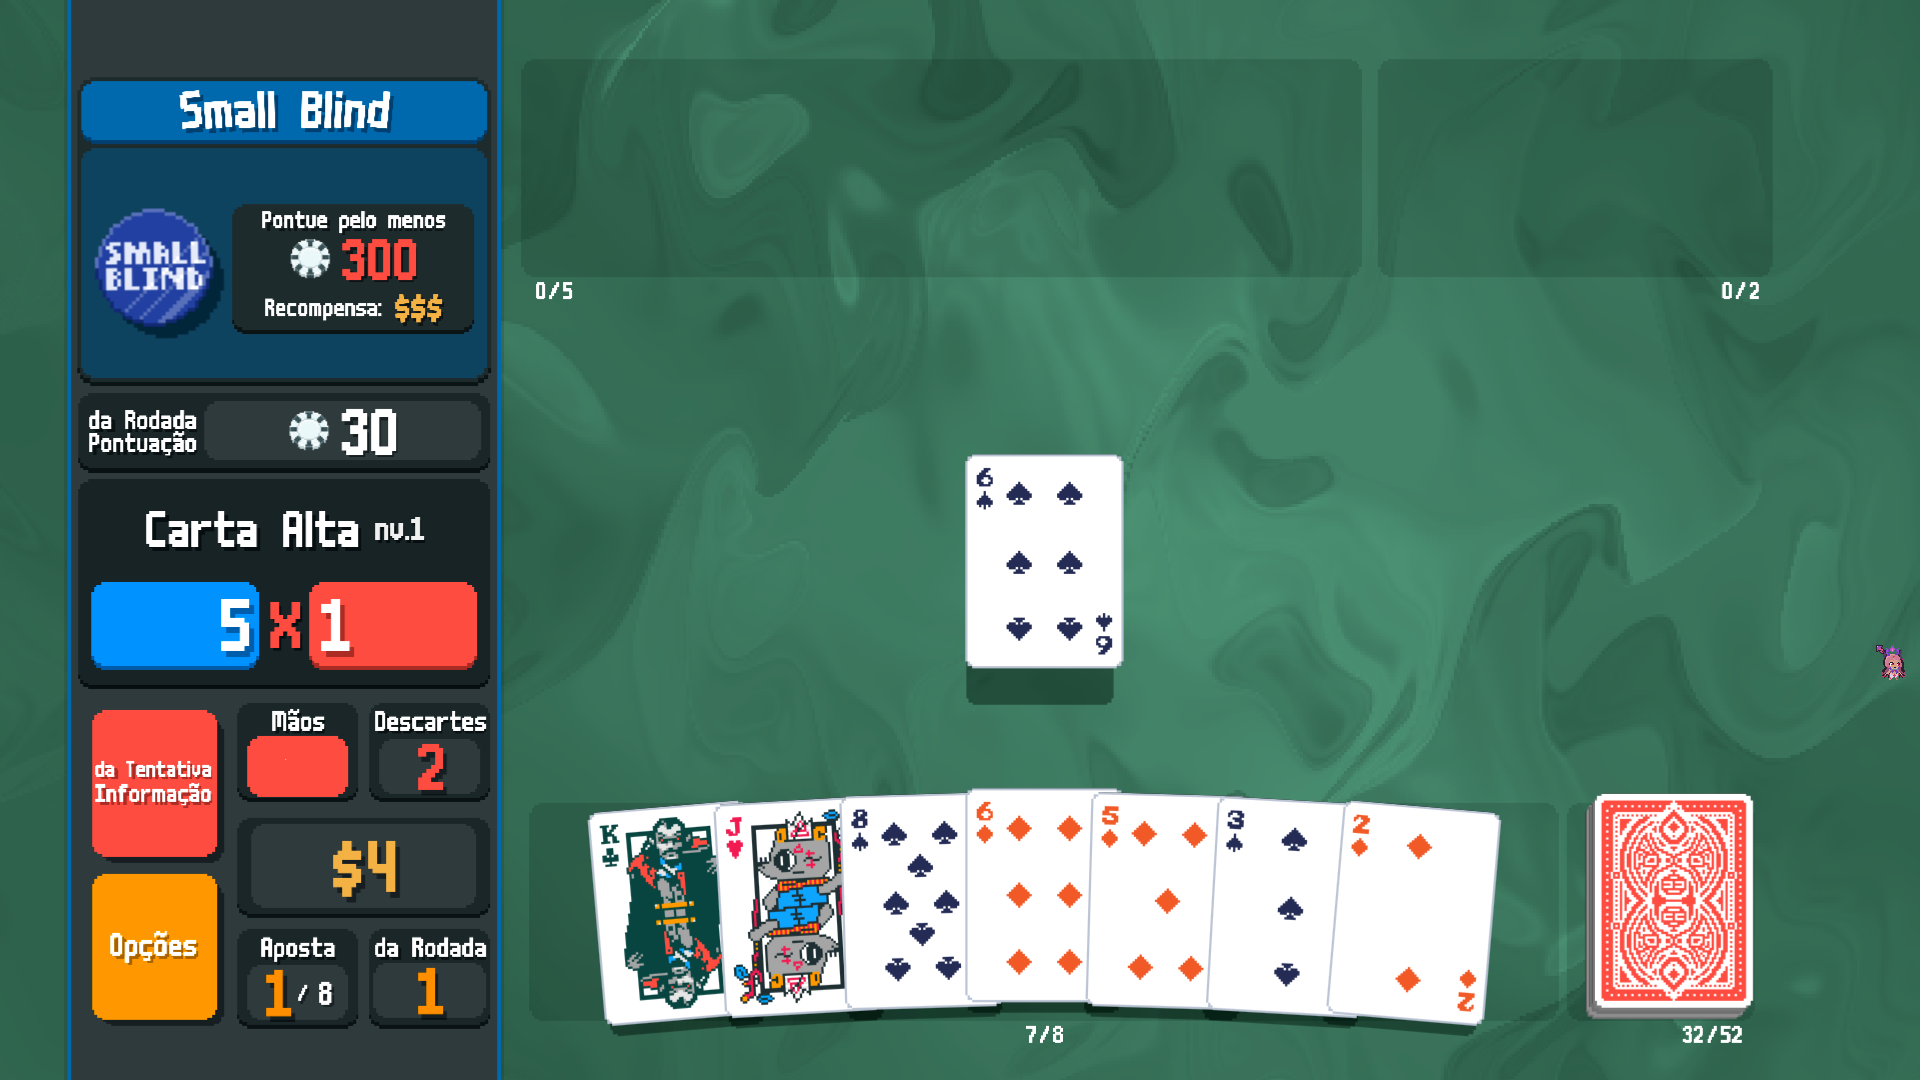 Small Blind
SMALL
BLIND
Pontue pelo menos
300
Recompensa: $$$
0/5
0/2
da Rodada
Pontuação
30
Carta Alta nv.1
5 X 1
6
6
Mãos
Descartes
2
da Tentativa
Informação
$4
Opções
Aposta
1 / 8
da Rodada
1
K
J
8
6
5
3
2
2
7/8
32/52